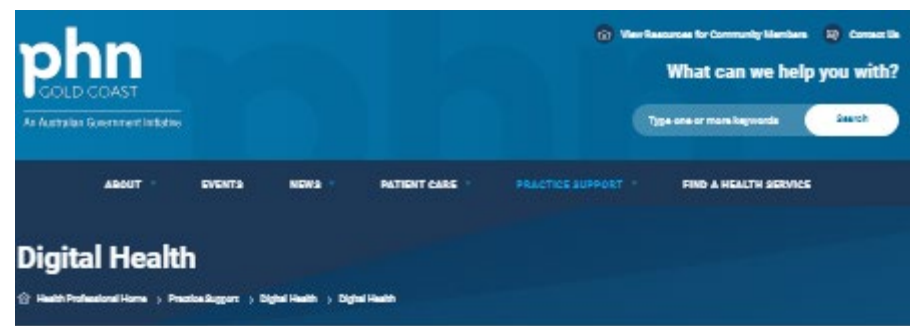 View Resources for Community Members Contact Us
phn
GOLD COAST
An Australian Government Initiative
What can we help you with?
Type one or more keywords Search
ABOUT EVENTS NEWS PATIENT CARE PRACTICE SUPPORT FIND A HEALTH SERVICE
Digital Health
Health Professional Home > Practice Support > Digital Health > Digital Health